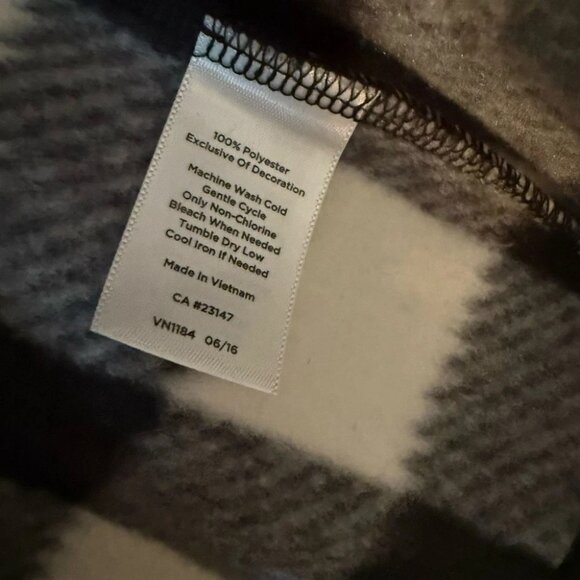 100% Polyester
Exclusive Of Decoration
Machine Wash Cold
Gentle Cycle
Only Non-Chlorine
Bleach When Needed
Tumble Dry Low
Cool Iron If Needed
Made In Vietnam
CA #23147
VN1184 06/16